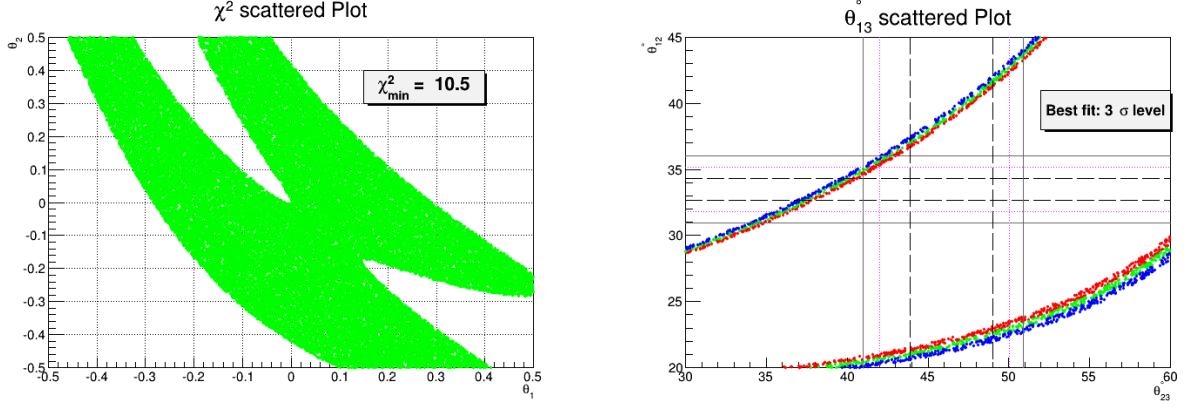 χ² scattered Plot
θ₂
0.5
0.4
0.3
0.2
0.1
0
-0.1
-0.2
-0.3
-0.4
-0.5
χ²min = 10.5
-0.5 -0.4 -0.3 -0.2 -0.1 0 0.1 0.2 0.3 0.4 0.5
θ₁
θ₁₃° scattered Plot
θ₁₂°
45
40
35
30
25
20
Best fit: 3 σ level
30 35 40 45 50 55 60
θ₂₃°